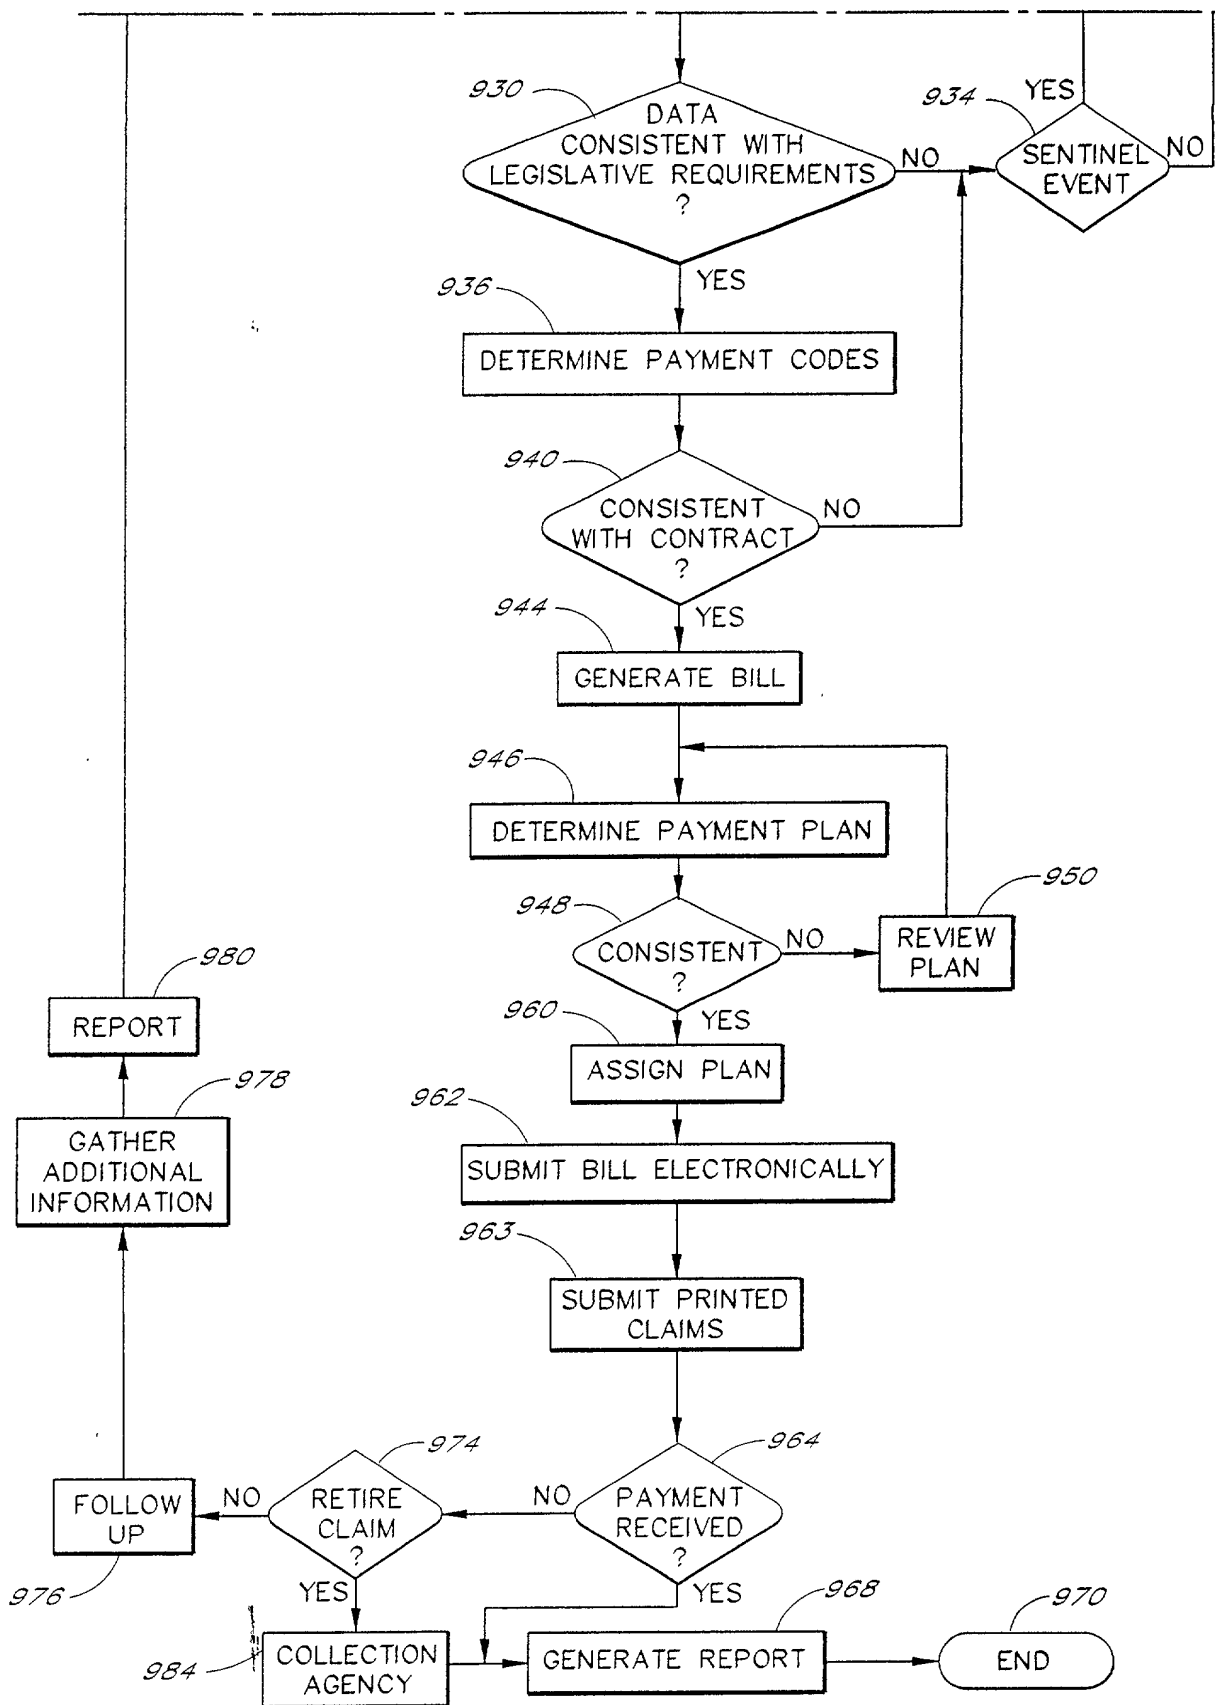 930
DATA
CONSISTENT WITH
LEGISLATIVE REQUIREMENTS
?
NO
YES
934
YES
SENTINEL
EVENT
NO
936
DETERMINE PAYMENT CODES
940
CONSISTENT
WITH CONTRACT
?
NO
YES
944
GENERATE BILL
946
DETERMINE PAYMENT PLAN
948
CONSISTENT
?
NO
950
REVIEW
PLAN
YES
960
ASSIGN PLAN
962
SUBMIT BILL ELECTRONICALLY
963
SUBMIT PRINTED
CLAIMS
964
PAYMENT
RECEIVED
?
NO
YES
974
RETIRE
CLAIM
?
NO
YES
FOLLOW
UP
976
978
GATHER
ADDITIONAL
INFORMATION
980
REPORT
984
COLLECTION
AGENCY
968
GENERATE REPORT
970
END